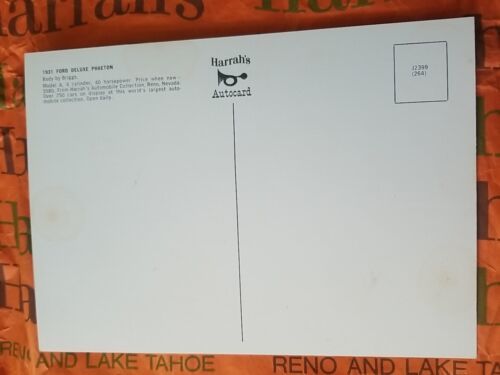 Harrah's
1931 FORD DELUXE PHAETON
Body by Briggs.
Model A, 4 cylinder, 40 horsepower. Price when new–
$580. From Harrah's Automobile Collection, Reno, Nevada.
Over 750 cars on display at this world's largest auto-
mobile collection. Open daily.
Harrah's
Autocard
J2399
(264)
RENO AND LAKE TAHOE
RENO AND LAKE TAHOE